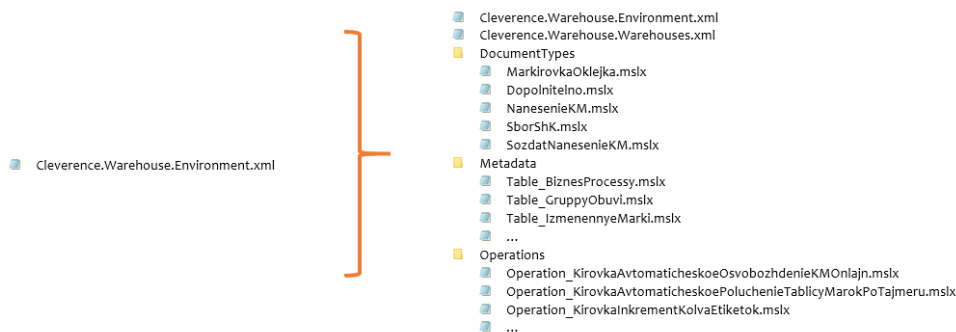 Cleverence.Warehouse.Environment.xml
Cleverence.Warehouse.Environment.xml
Cleverence.Warehouse.Warehouses.xml
DocumentTypes
MarkirovkaOklejka.mslx
Dopolnitelno.mslx
NanesenieKM.mslx
SborShK.mslx
SozdatNanesenieKM.mslx
Metadata
Table_BiznesProcessy.mslx
Table_GruppyObuvi.mslx
Table_IzmenennyeMarki.mslx
...
Operations
Operation_KirovkaAvtomaticheskoeOsvobozhdenieKMOnlajn.mslx
Operation_KirovkaAvtomaticheskoePoluchenieTablicyMarokPoTajmeru.mslx
Operation_KirovkaInkrementKolvaEtiketok.mslx
...